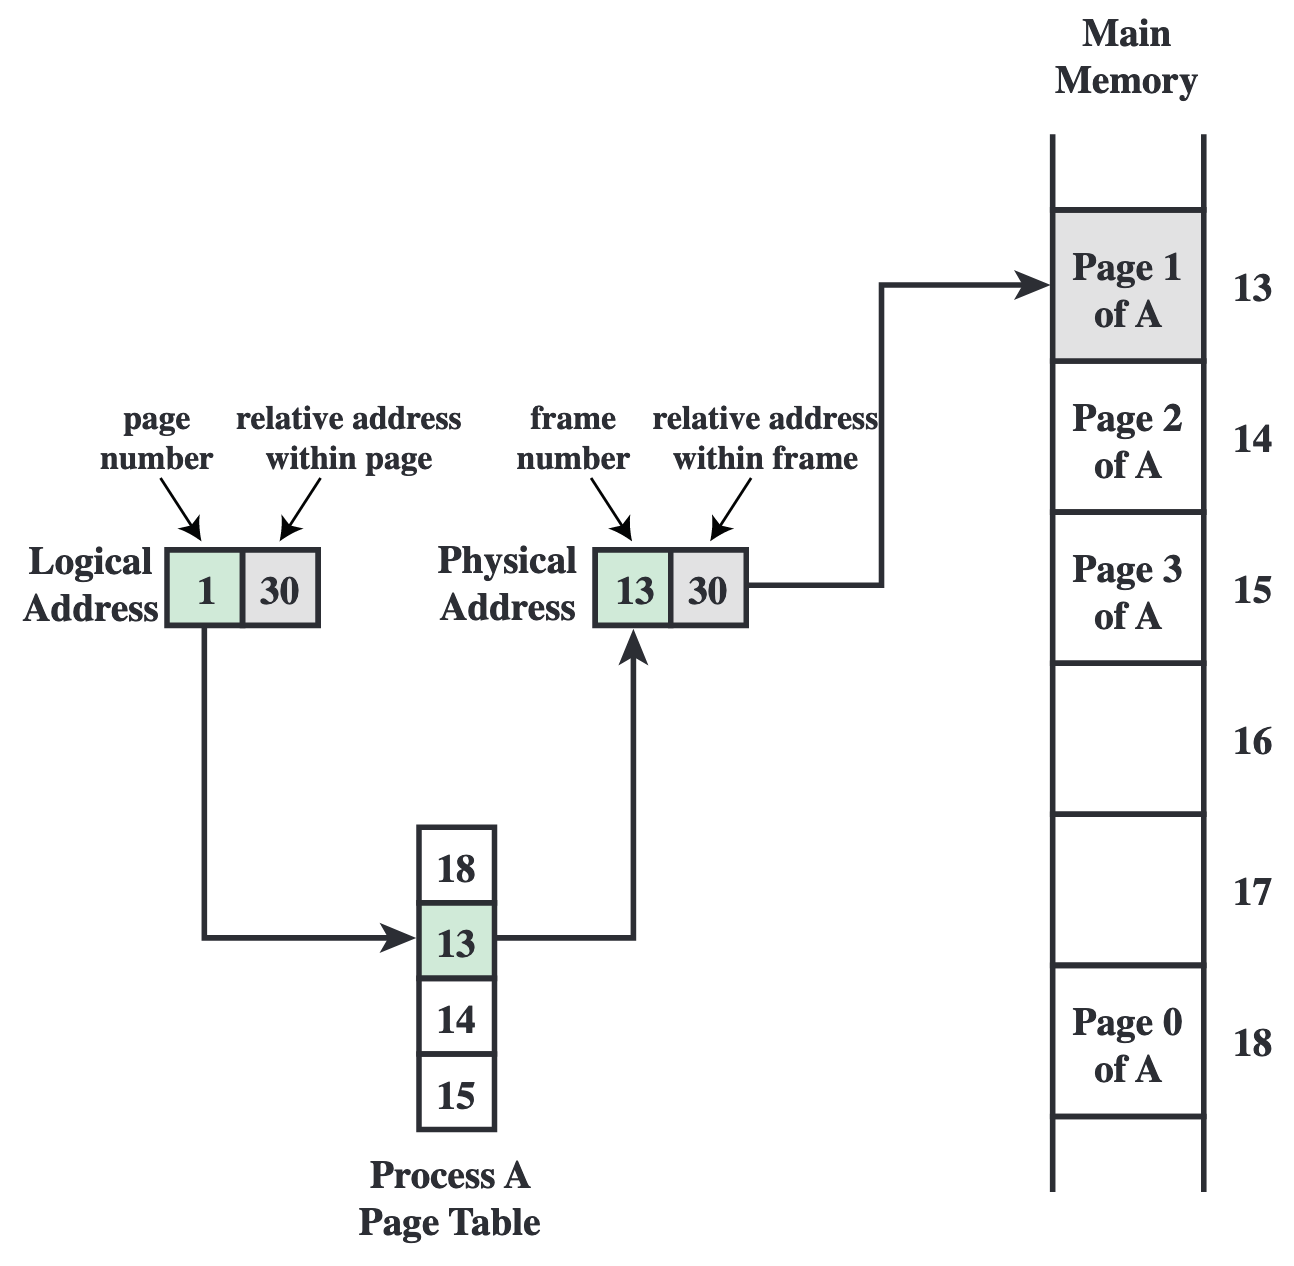 Main
Memory
Page 1
of A
13
Page 2
of A
14
page
number
relative address
within page
frame
number
relative address
within frame
Logical
Address
1
30
Physical
Address
13
30
Page 3
of A
15
16
18
13
14
15
17
Page 0
of A
18
Process A
Page Table